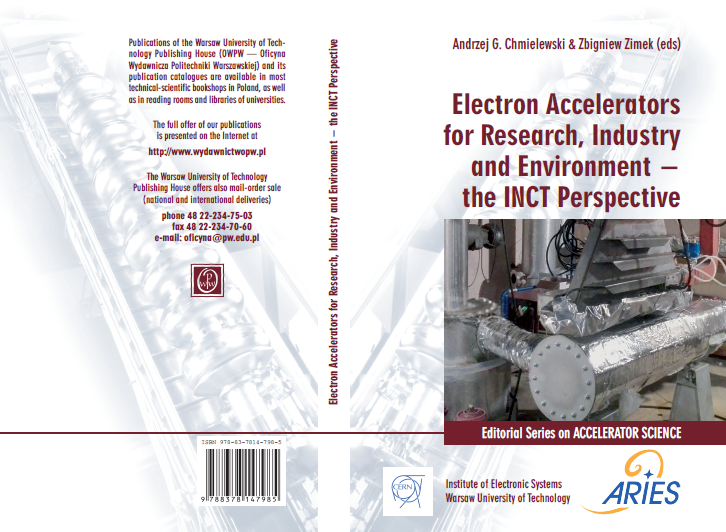 Publications of the Warsaw University of Tech-
nology Publishing House (OWPW — Oficyna
Wydawnicza Politechniki Warszawskiej) and its
publication catalogues are available in most
technical-scientific bookshops in Poland, as well
as in reading rooms and libraries of universities.
The full offer of our publications
is presented on the Internet at
http://www.wydawnictwopw.pl
The Warsaw University of Technology
Publishing House offers also mail-order sale
(national and international deliveries)
phone 48 22-234-75-03
fax 48 22-234-70-60
e-mail: oficyna@pw.edu.pl
ISBN 978-83-7814-798-5
9 788378 147985
Electron Accelerators for Research, Industry and Environment — the INCT Perspective
Andrzej G. Chmielewski & Zbigniew Zimek (eds)
Electron Accelerators
for Research, Industry
and Environment —
the INCT Perspective
Editorial Series on ACCELERATOR SCIENCE
CERN
Institute of Electronic Systems
Warsaw University of Technology
ARIES